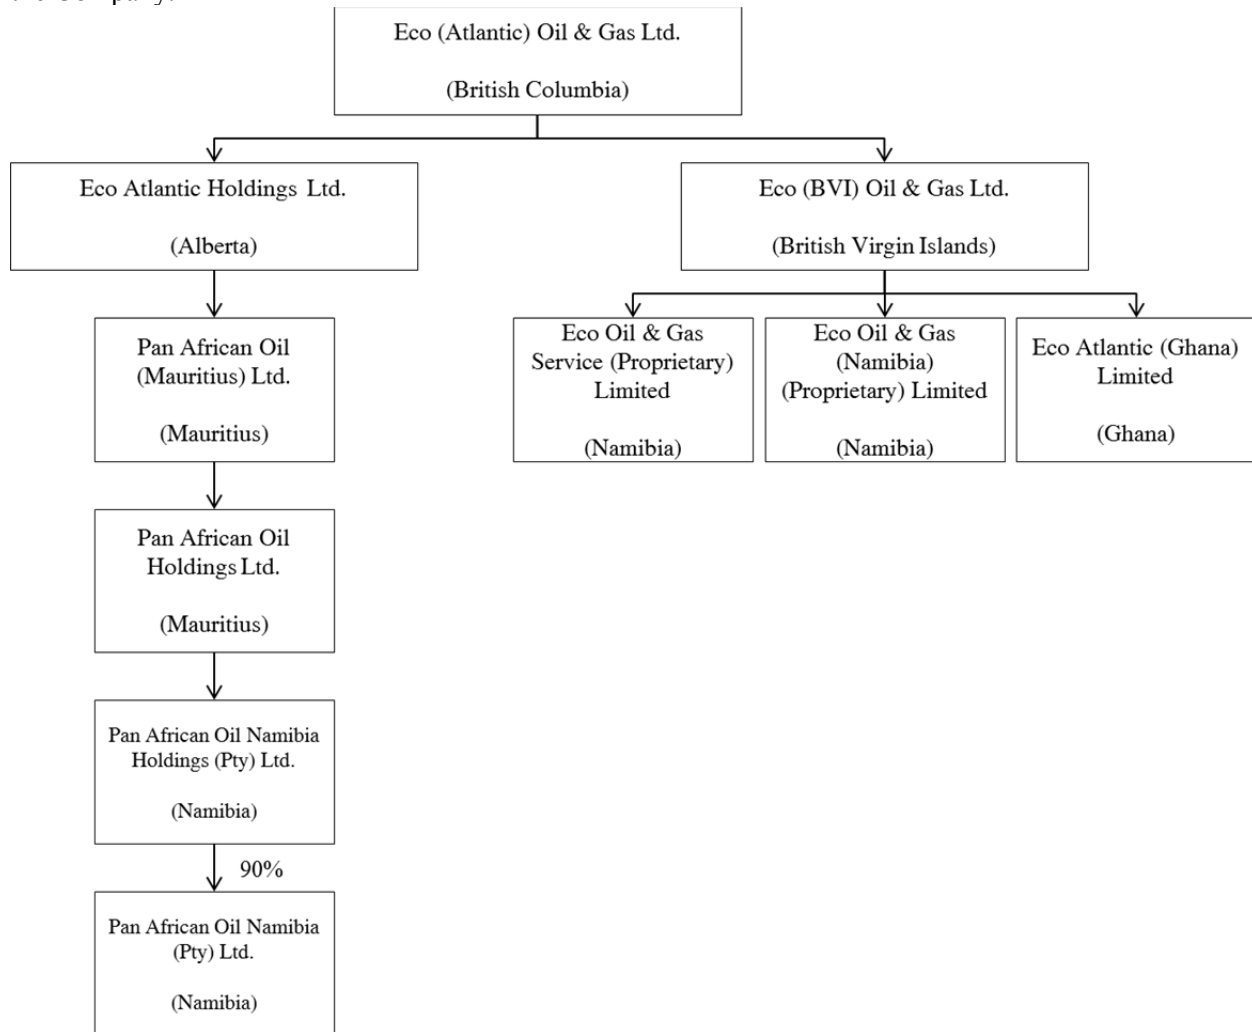 Eco (Atlantic) Oil & Gas Ltd.
(British Columbia)
Eco Atlantic Holdings Ltd.
(Alberta)
Eco (BVI) Oil & Gas Ltd.
(British Virgin Islands)
Pan African Oil
(Mauritius) Ltd.
(Mauritius)
Eco Oil & Gas
Service (Proprietary)
Limited
(Namibia)
Eco Oil & Gas
(Namibia)
(Proprietary) Limited
(Namibia)
Eco Atlantic (Ghana)
Limited
(Ghana)
Pan African Oil
Holdings Ltd.
(Mauritius)
Pan African Oil Namibia
Holdings (Pty) Ltd.
(Namibia)
90%
Pan African Oil Namibia
(Pty) Ltd.
(Namibia)